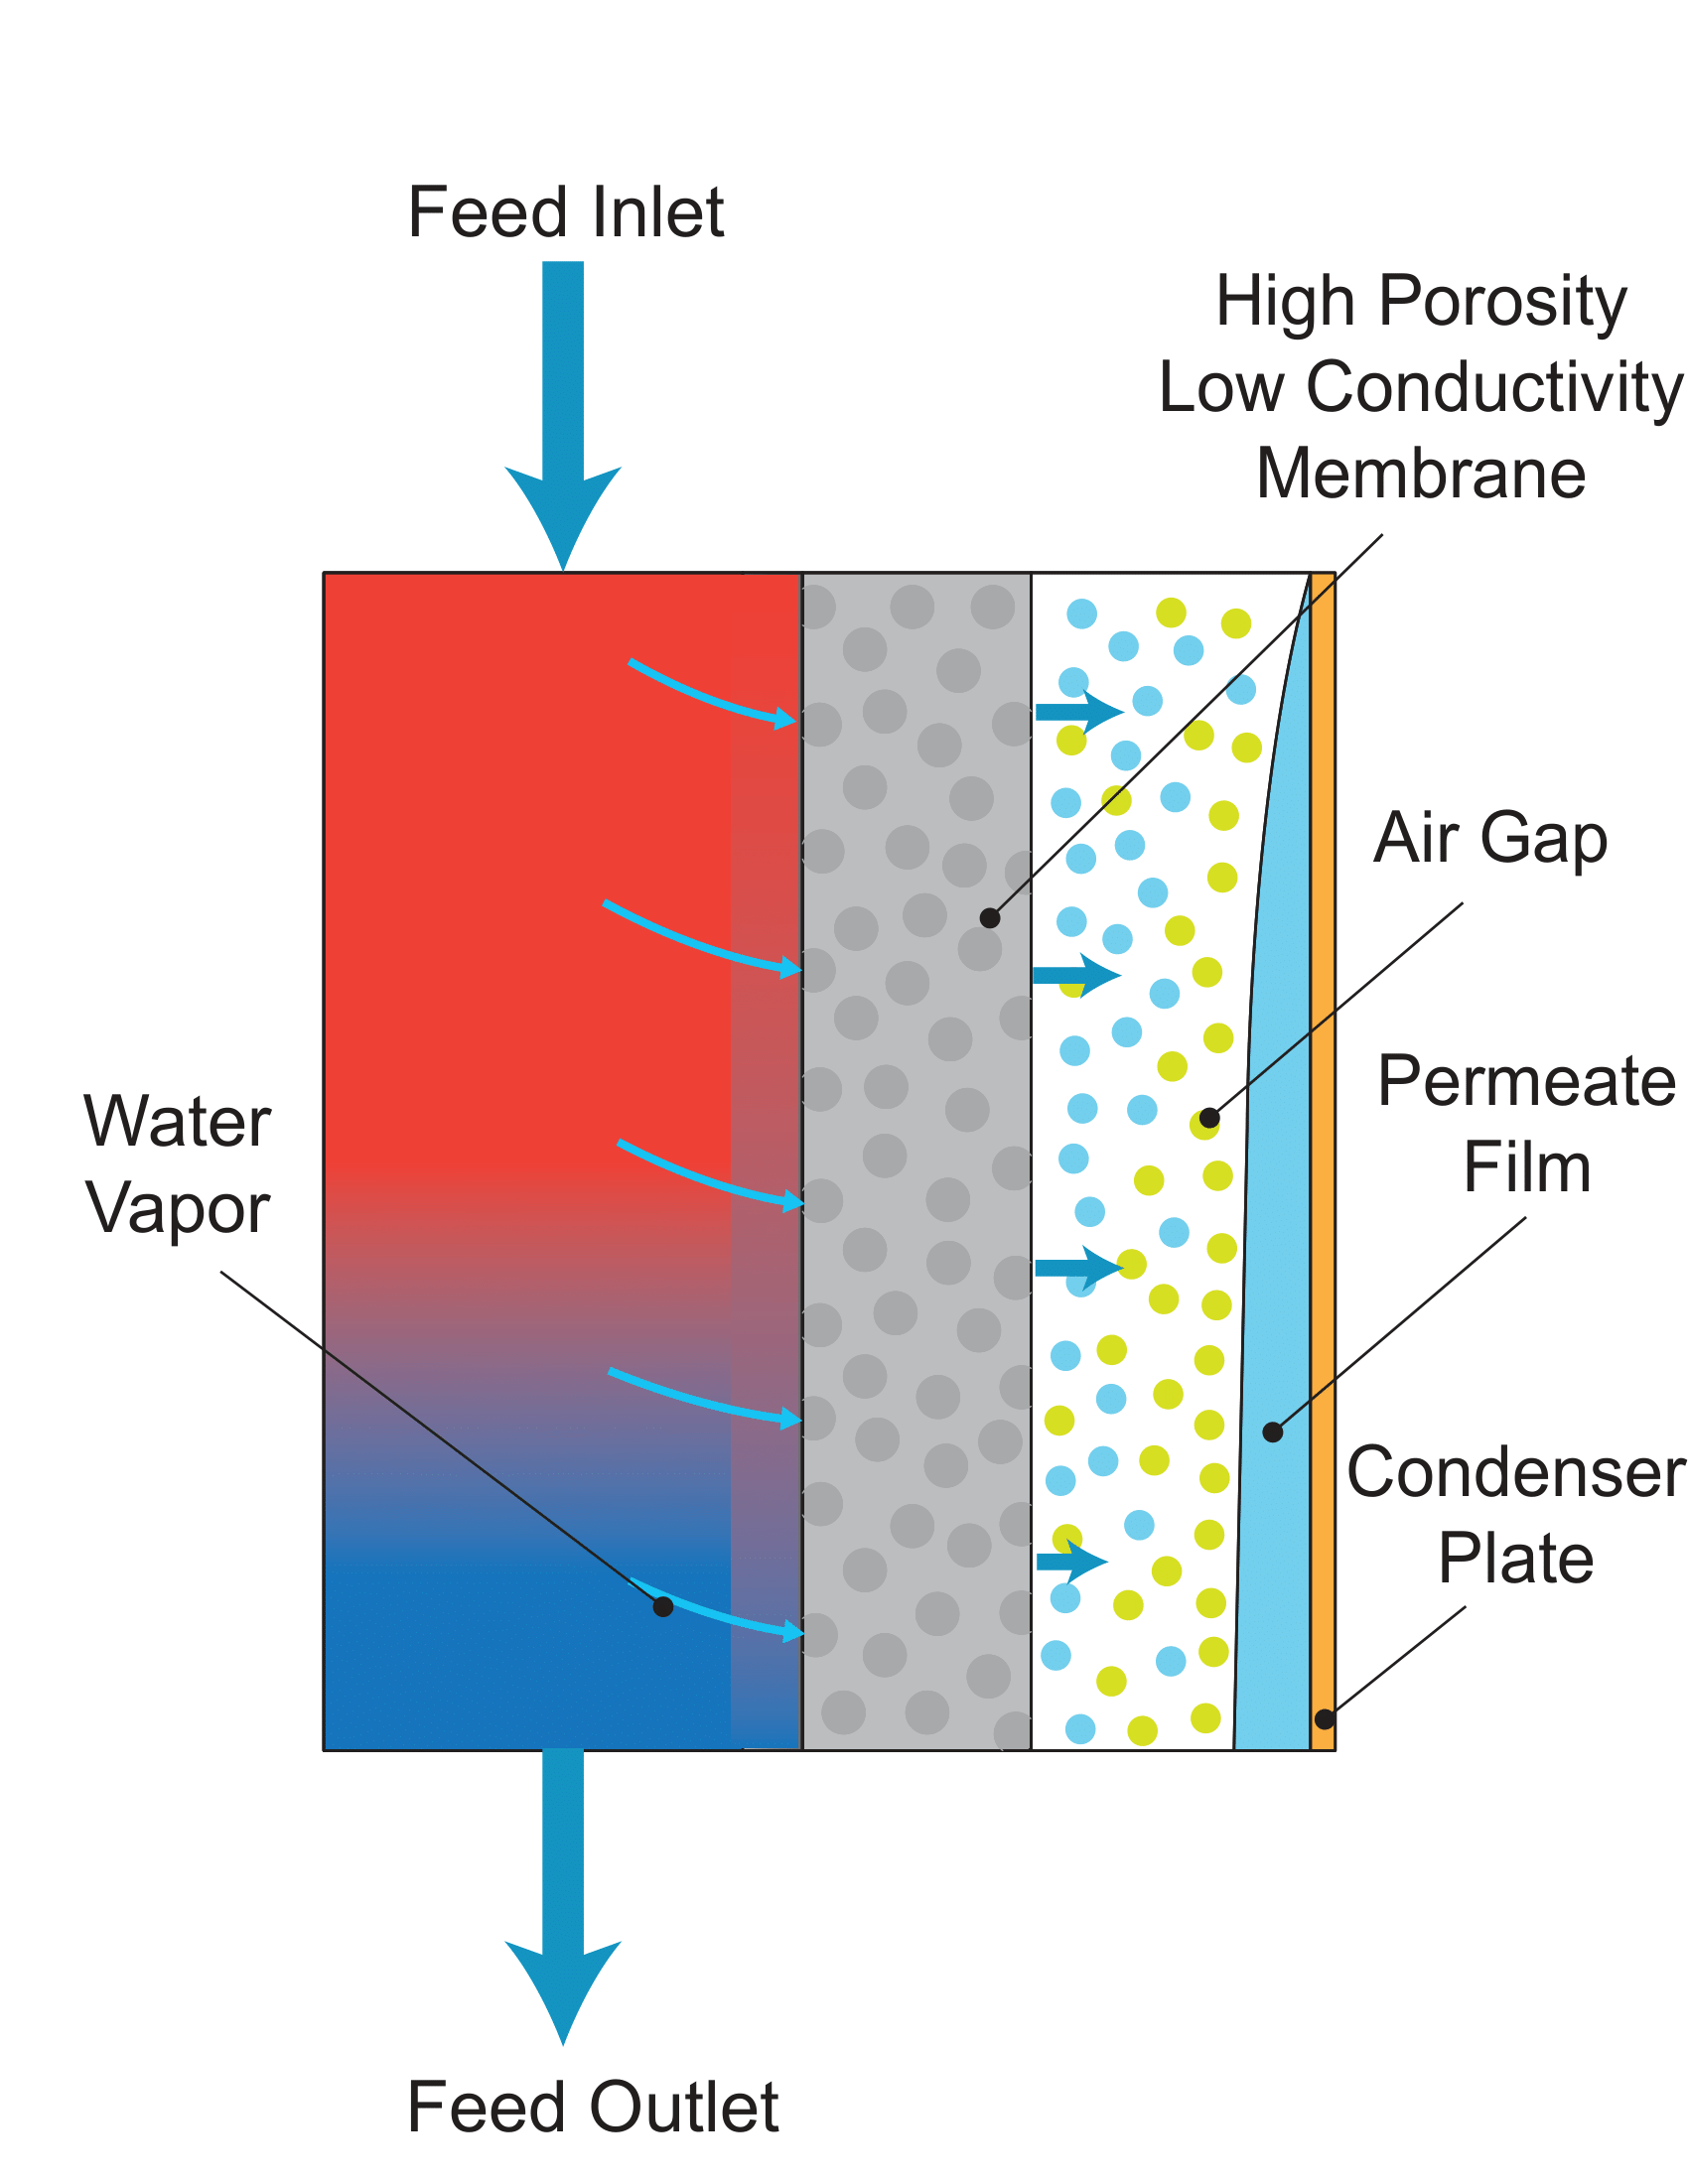 Feed Inlet
High Porosity
Low Conductivity
Membrane
Air Gap
Permeate
Film
Water
Vapor
Condenser
Plate
Feed Outlet